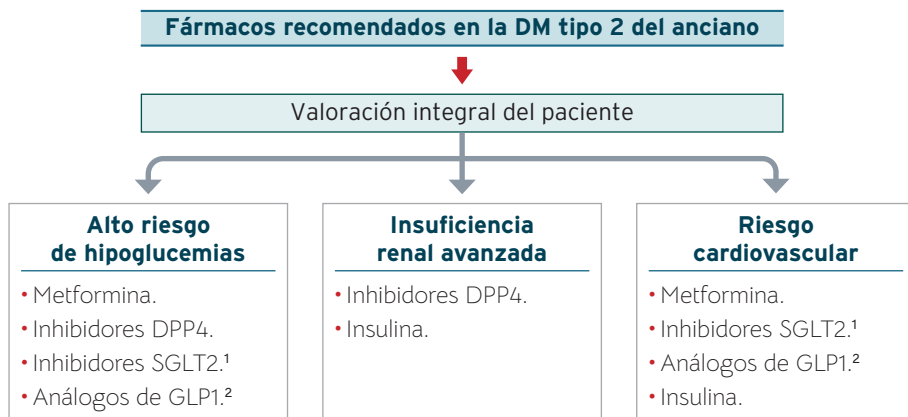 Fármacos recomendados en la DM tipo 2 del anciano
Valoración integral del paciente
Alto riesgo
de hipoglucemias
• Metformina.
• Inhibidores DPP4.
• Inhibidores SGLT2.¹
• Análogos de GLP1.²
Insuficiencia
renal avanzada
• Inhibidores DPP4.
• Insulina.
Riesgo
cardiovascular
• Metformina.
• Inhibidores SGLT2.¹
• Análogos de GLP1.²
• Insulina.